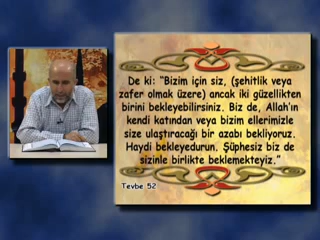 De ki: “Bizim için siz, (şehitlik veya
zafer olmak üzere) ancak iki güzellikten
birini bekleyebilirsiniz. Biz de, Allah’ın
kendi katından veya bizim ellerimizle
size ulaştıracağı bir azabı bekliyoruz.
Haydi bekleyedurun. Şüphesiz biz de
sizinle birlikte beklemekteyiz.”
Tevbe 52